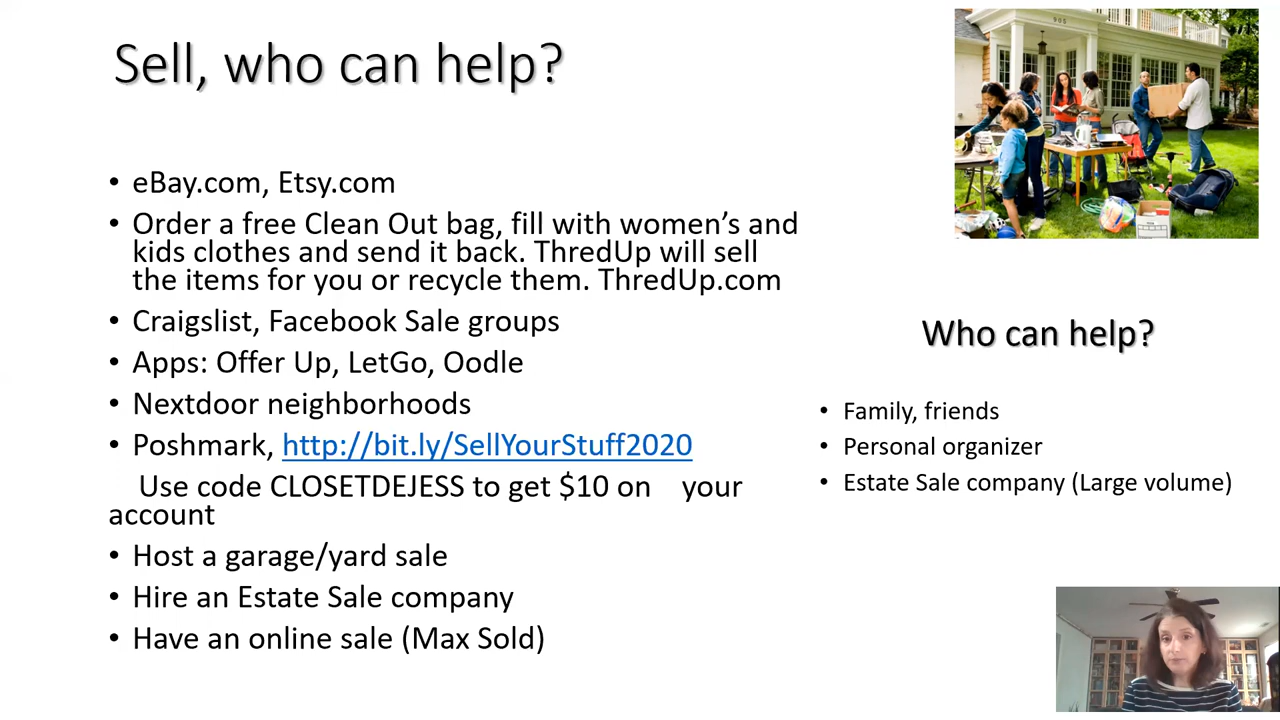 Sell, who can help?
• eBay.com, Etsy.com
• Order a free Clean Out bag, fill with women’s and
kids clothes and send it back. ThredUp will sell
the items for you or recycle them. ThredUp.com
• Craigslist, Facebook Sale groups
• Apps: Offer Up, LetGo, Oodle
• Nextdoor neighborhoods
• Poshmark, http://bit.ly/SellYourStuff2020
Use code CLOSETDEJESS to get $10 on your
account
• Host a garage/yard sale
• Hire an Estate Sale company
• Have an online sale (Max Sold)
905
Who can help?
• Family, friends
• Personal organizer
• Estate Sale company (Large volume)